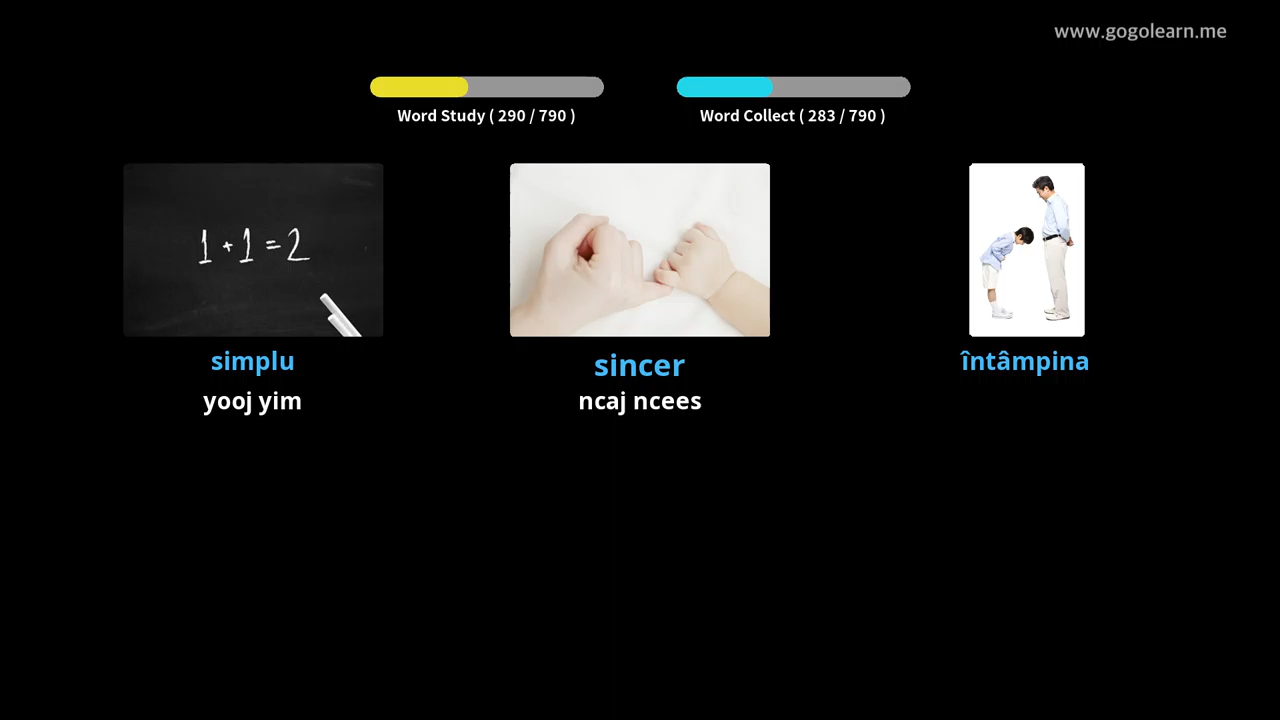 www.gogolearn.me
Word Study ( 290 / 790 )
Word Collect ( 283 / 790 )
1 + 1 = 2
simplu
sincer
întâmpina
yooj yim
ncaj ncees